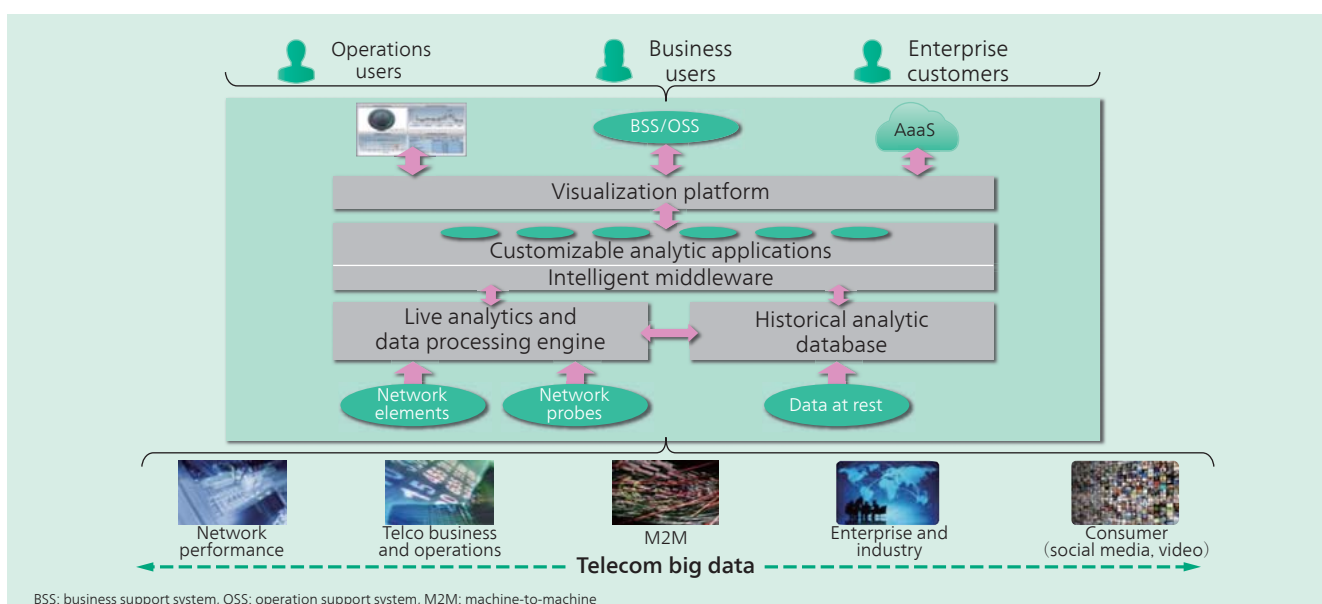 Operations
users
Business
users
Enterprise
customers
BSS/OSS
AaaS
Visualization platform
Customizable analytic applications
Intelligent middleware
Live analytics and
data processing engine
Historical analytic
database
Network
elements
Network
probes
Data at rest
Network
performance
Telco business
and operations
M2M
Enterprise and
industry
Consumer
(social media, video)
Telecom big data
BSS: business support system, OSS: operation support system, M2M: machine-to-machine